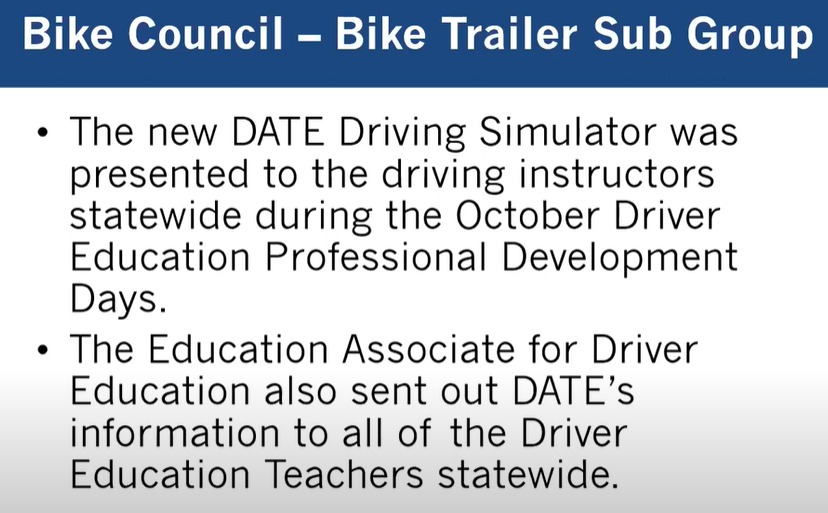 Bike Council – Bike Trailer Sub Group
• The new DATE Driving Simulator was
presented to the driving instructors
statewide during the October Driver
Education Professional Development
Days.
• The Education Associate for Driver
Education also sent out DATE’s
information to all of the Driver
Education Teachers statewide.